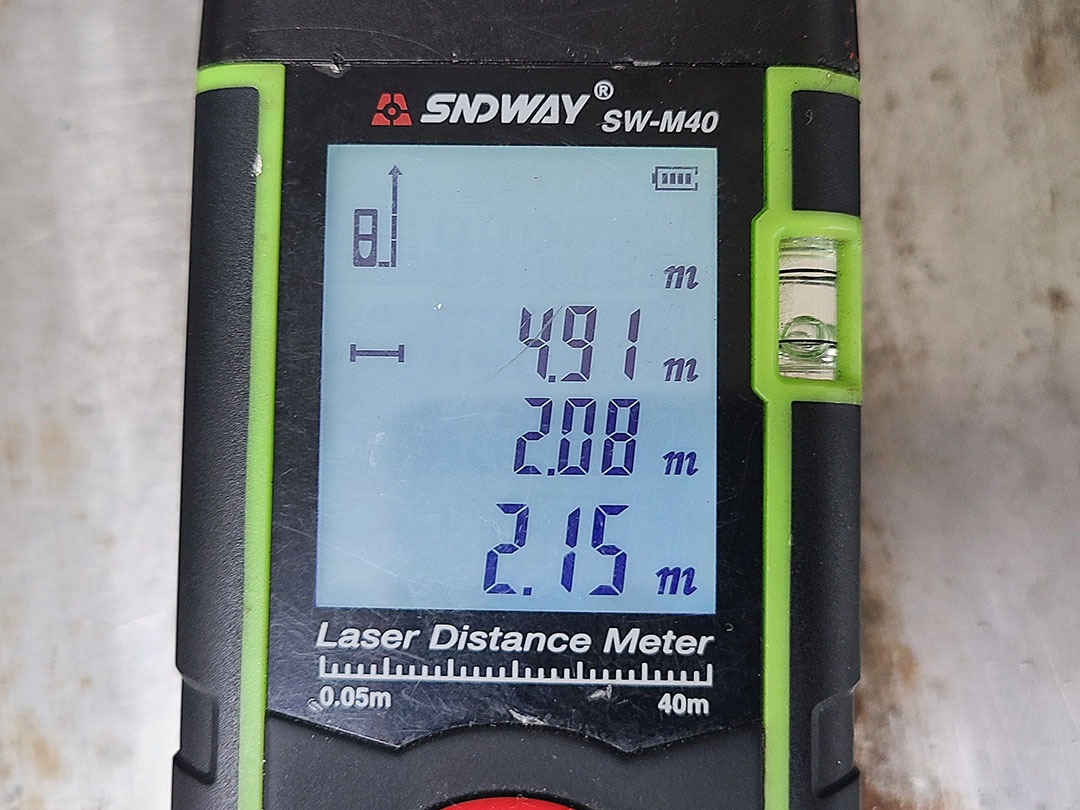 SNDWAY®
SW-M40
m
4.91 m
2.08 m
2.15 m
Laser Distance Meter
0.05m 40m